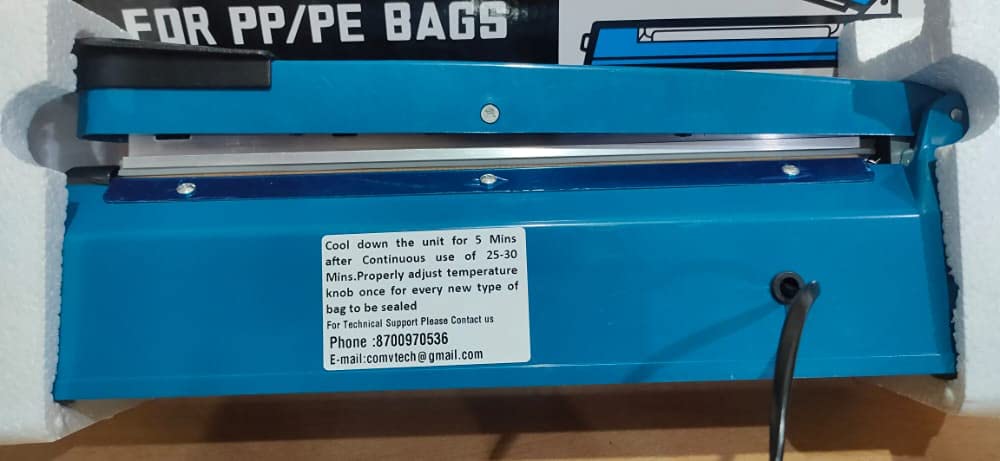 FOR PP/PE BAGS
Cool down the unit for 5 Mins
after Continuous use of 25-30
Mins.Properly adjust temperature
knob once for every new type of
bag to be sealed
For Technical Support Please Contact us
Phone :8700970536
E-mail:comvtech@gmail.com